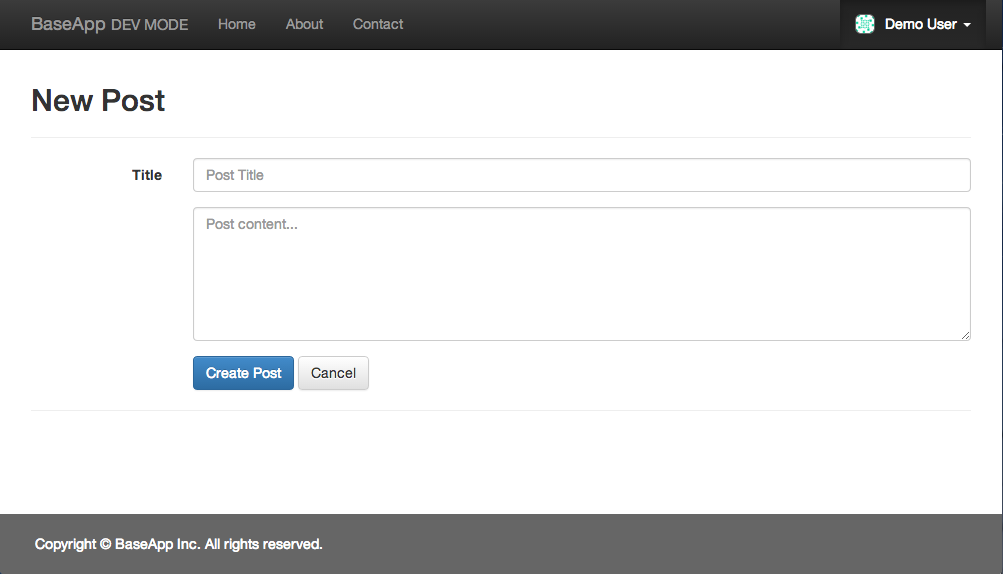 BaseApp DEV MODE Home About Contact Demo User
New Post
Title Post Title
Post content...
Create Post Cancel
Copyright © BaseApp Inc. All rights reserved.